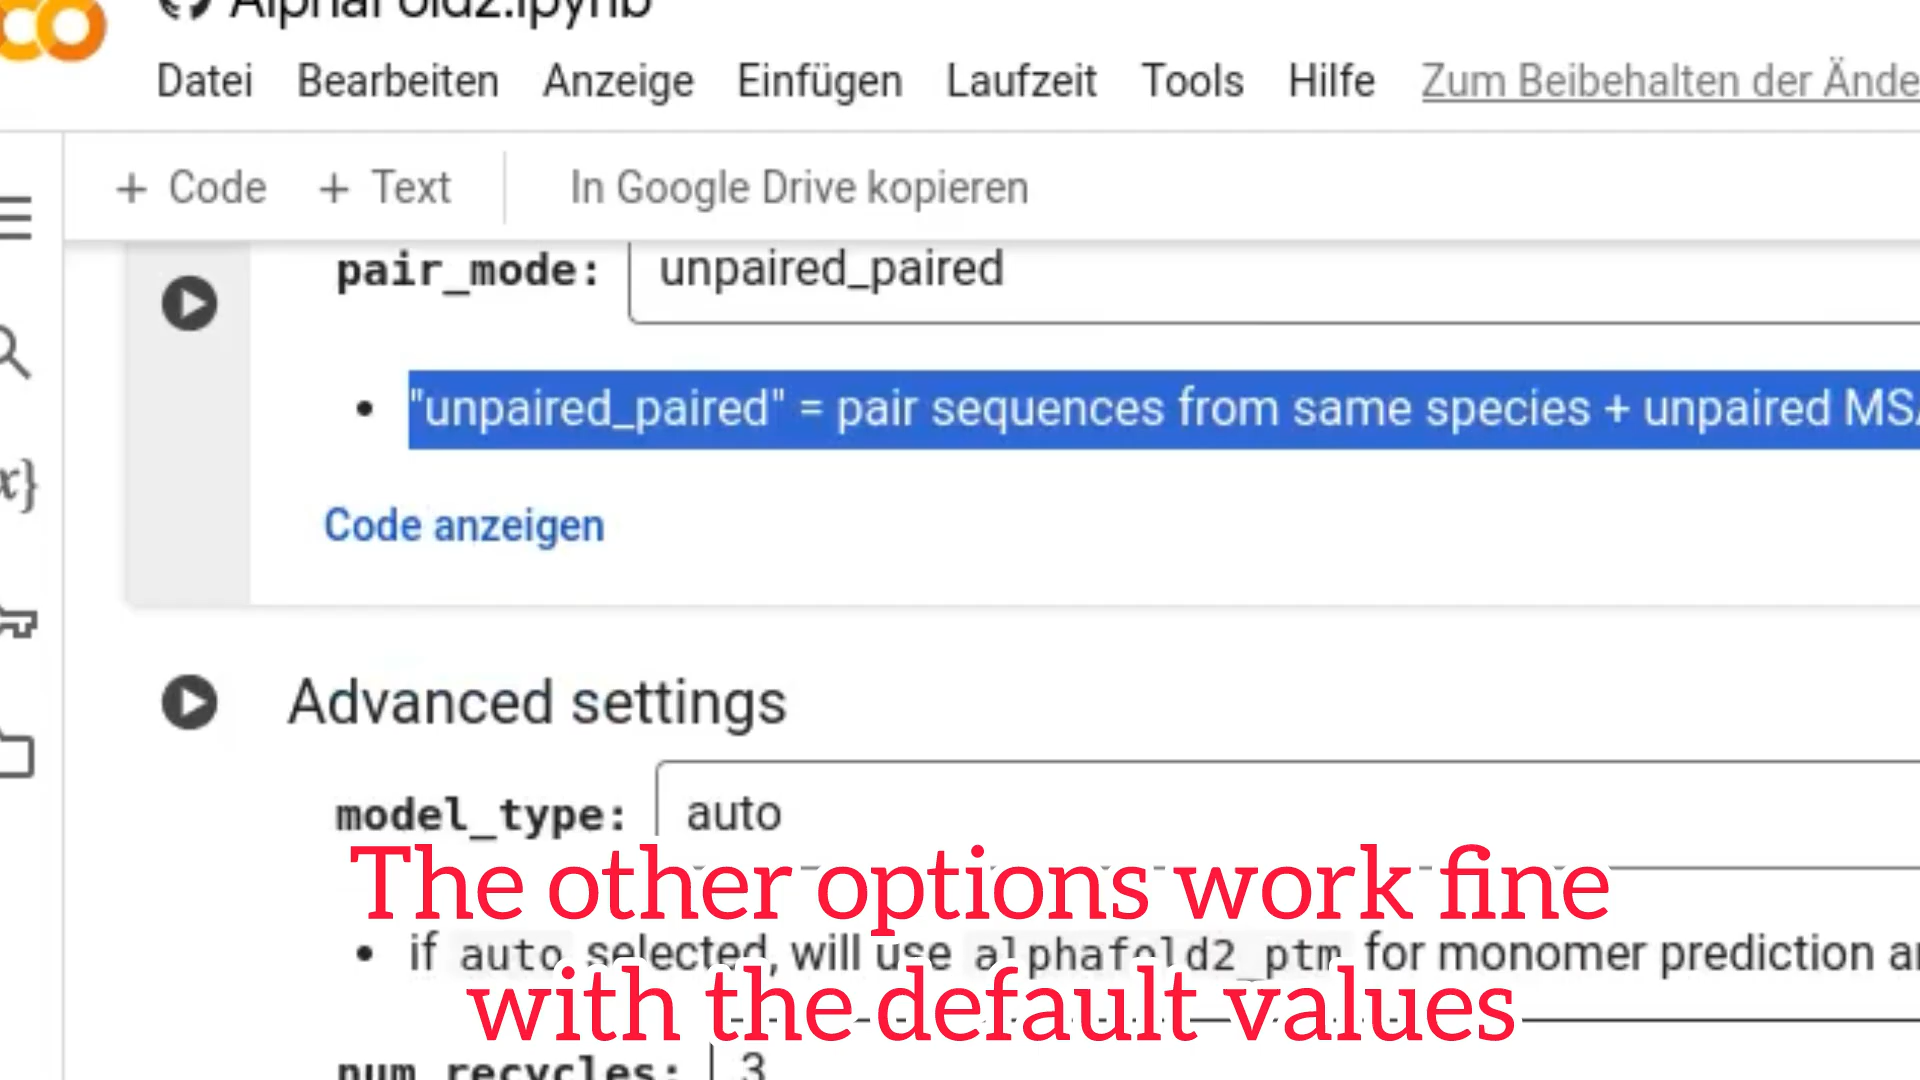 AlphaFold2.ipynb
Datei Bearbeiten Anzeige Einfügen Laufzeit Tools Hilfe Zum Beibehalten der Ände
+ Code + Text In Google Drive kopieren
pair_mode: unpaired_paired
"unpaired_paired" = pair sequences from same species + unpaired MSA
Code anzeigen
Advanced settings
model_type: auto
The other options work fine
if auto selected, will use alphafold2_ptm for monomer prediction an
with the default values
num_recycles: 3